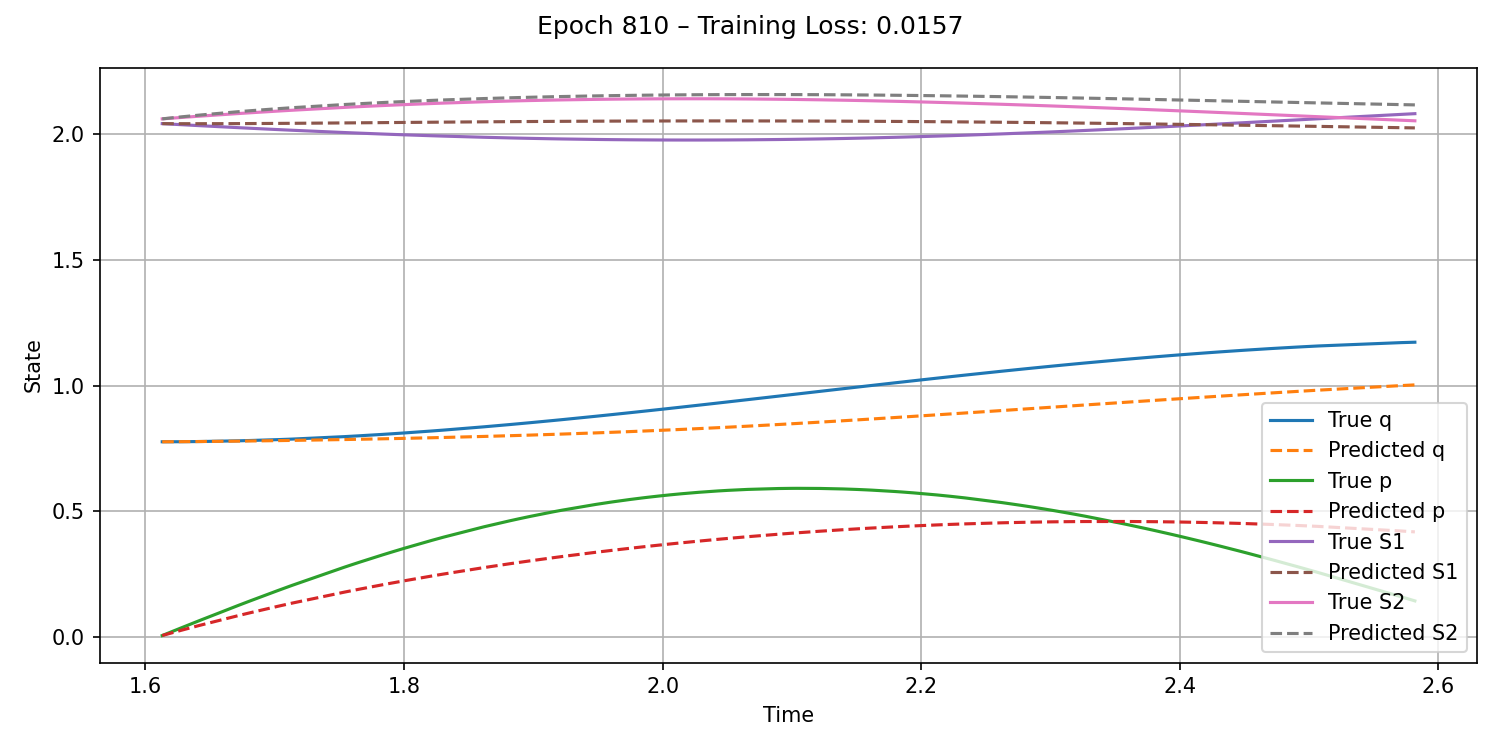 Epoch 810 – Training Loss: 0.0157
State
2.0
1.5
1.0
0.5
0.0
True q
Predicted q
True p
Predicted p
True S1
Predicted S1
True S2
Predicted S2
1.6 1.8 2.0 2.2 2.4 2.6
Time